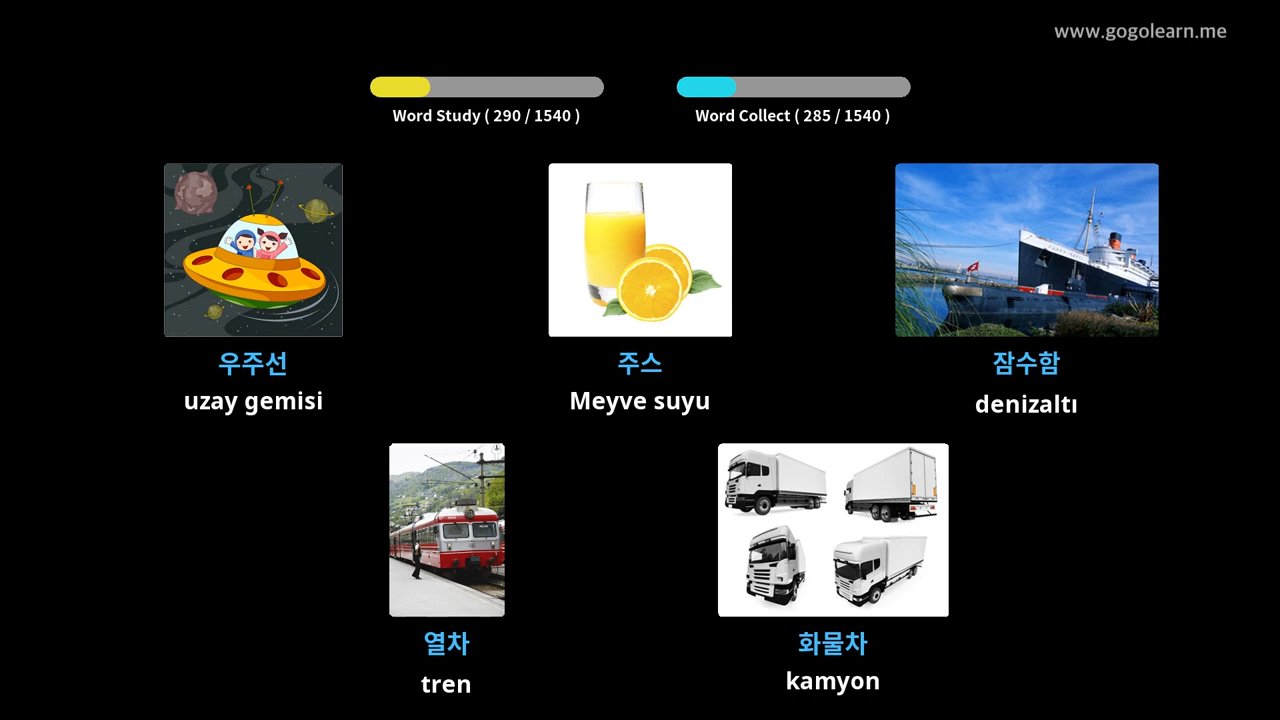 www.gogolearn.me
Word Study ( 290 / 1540 )
Word Collect ( 285 / 1540 )
우주선
uzay gemisi
주스
Meyve suyu
잠수함
denizaltı
열차
tren
화물차
kamyon